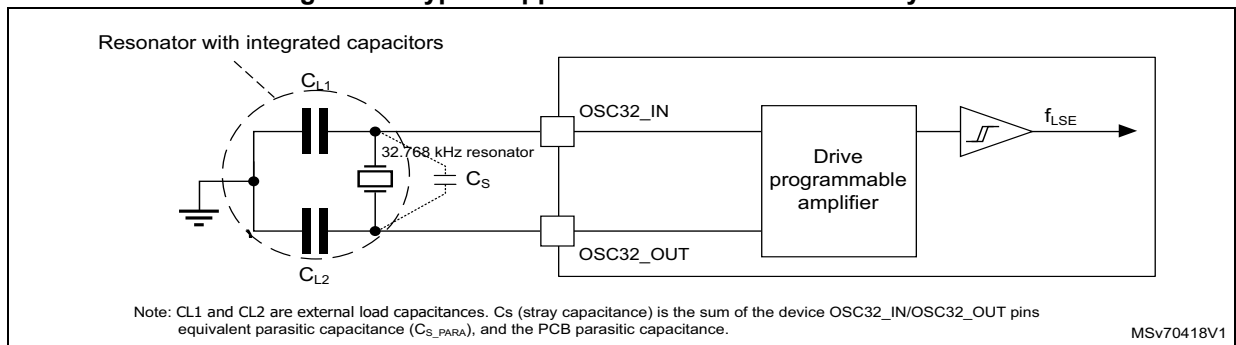 Resonator with integrated capacitors
CL1
OSC32_IN
fLSE
32.768 kHz resonator
CS
Drive
programmable
amplifier
OSC32_OUT
CL2
Note: CL1 and CL2 are external load capacitances. Cs (stray capacitance) is the sum of the device OSC32_IN/OSC32_OUT pins
equivalent parasitic capacitance (CS_PARA), and the PCB parasitic capacitance.
MSv70418V1